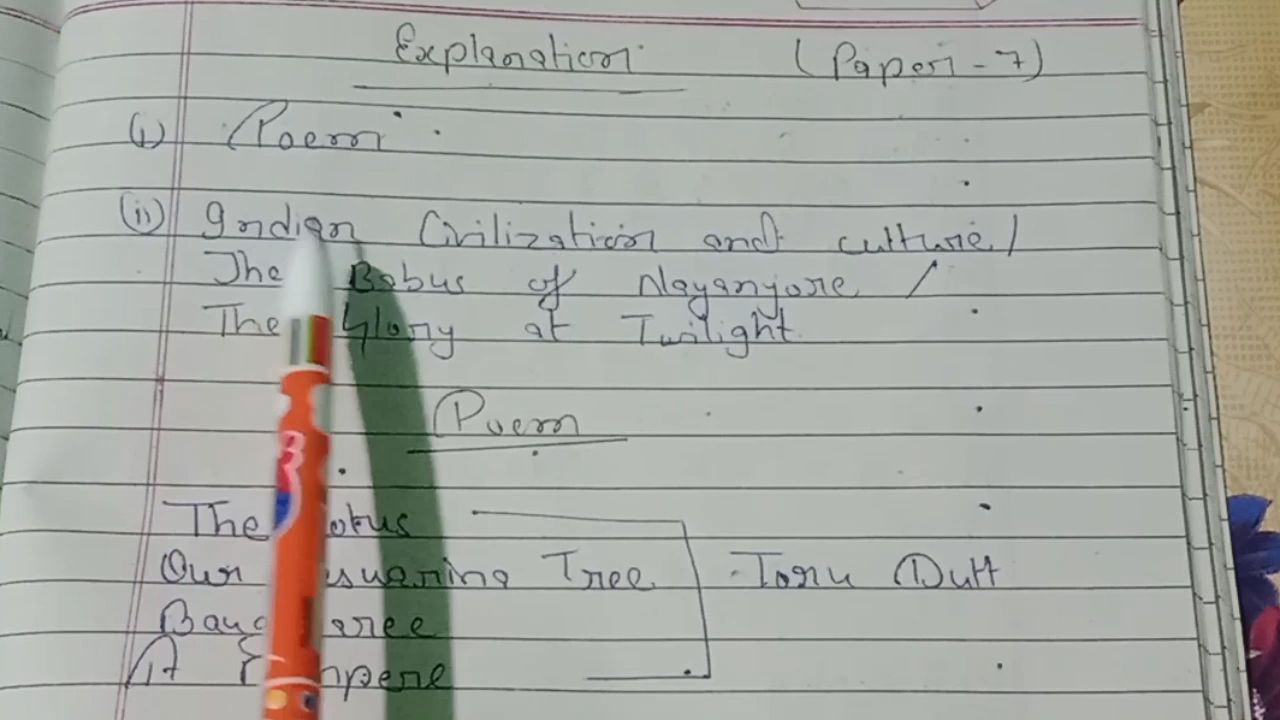 Explanation (Paper-7)
(i) Poem
(ii) Indian Civilization and culture /
The Babus of Nayanjore /
The Glory at Twilight.
Poem
The
Our Tree Toru Dutt
At